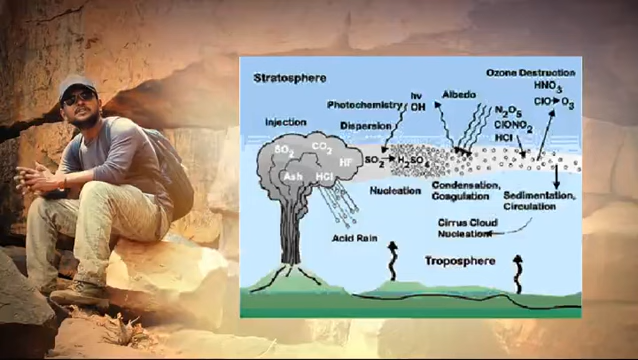 Stratosphere
Ozone Destruction
HNO3
ClO→O3
hv
OH
Albedo
Photochemistry
N2O5
ClONO2
HCl
Injection
Dispersion
SO2
CO2
HF
Ash
HCl
SO2→H2SO4
Nucleation
Condensation,
Coagulation
Sedimentation,
Circulation
Cirrus Cloud
Nucleation
Acid Rain
Troposphere